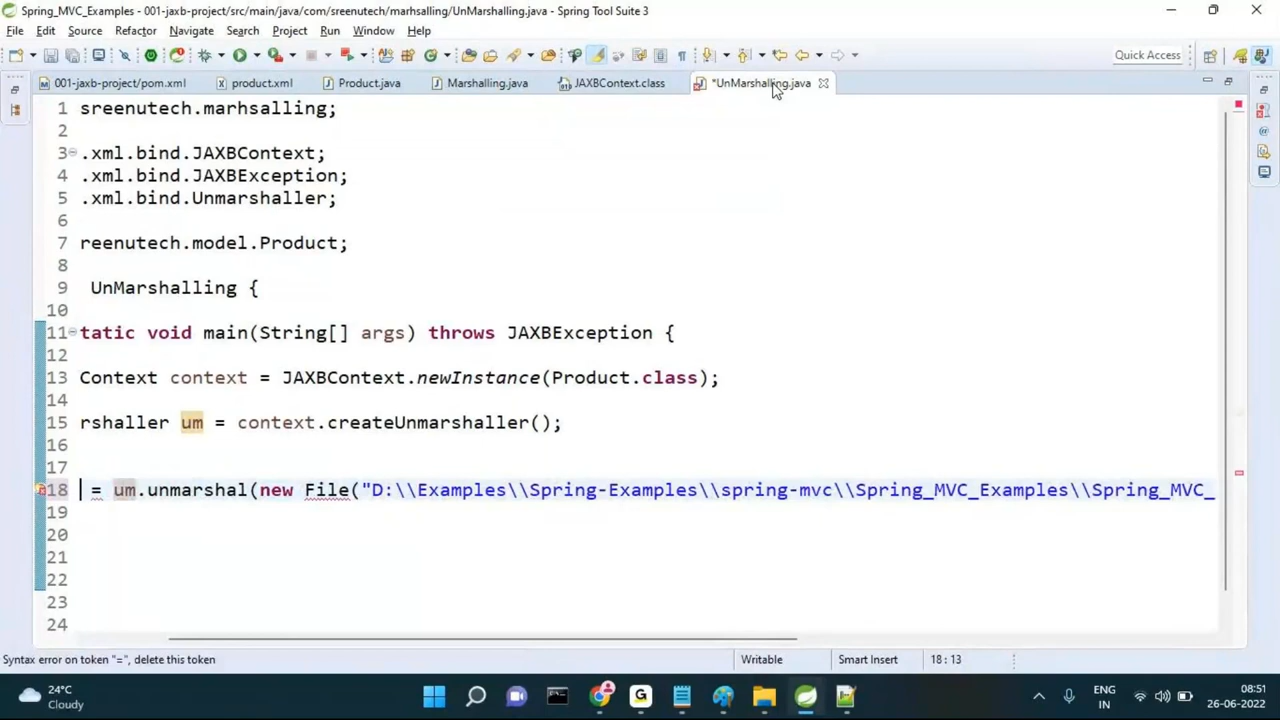 Spring_MVC_Examples - 001-jaxb-project/src/main/java/com/sreenutech/marhsalling/UnMarshalling.java - Spring Tool Suite 3
File Edit Source Refactor Navigate Search Project Run Window Help
Quick Access
001-jaxb-project/pom.xml product.xml Product.java Marshalling.java JAXBContext.class *UnMarshalling.java
1 sreenutech.marhsalling;
2
3 .xml.bind.JAXBContext;
4 .xml.bind.JAXBException;
5 .xml.bind.Unmarshaller;
6
7 reenutech.model.Product;
8
9 UnMarshalling {
10
11 tatic void main(String[] args) throws JAXBException {
12
13 Context context = JAXBContext.newInstance(Product.class);
14
15 rshaller um = context.createUnmarshaller();
16
17
18 = um.unmarshal(new File("D:\\Examples\\Spring-Examples\\spring-mvc\\Spring_MVC_Examples\\Spring_MVC_
19
20
21
22
23
24
Syntax error on token "=", delete this token Writable Smart Insert 18 : 13
24°C
Cloudy
ENG
IN
08:51
26-06-2022